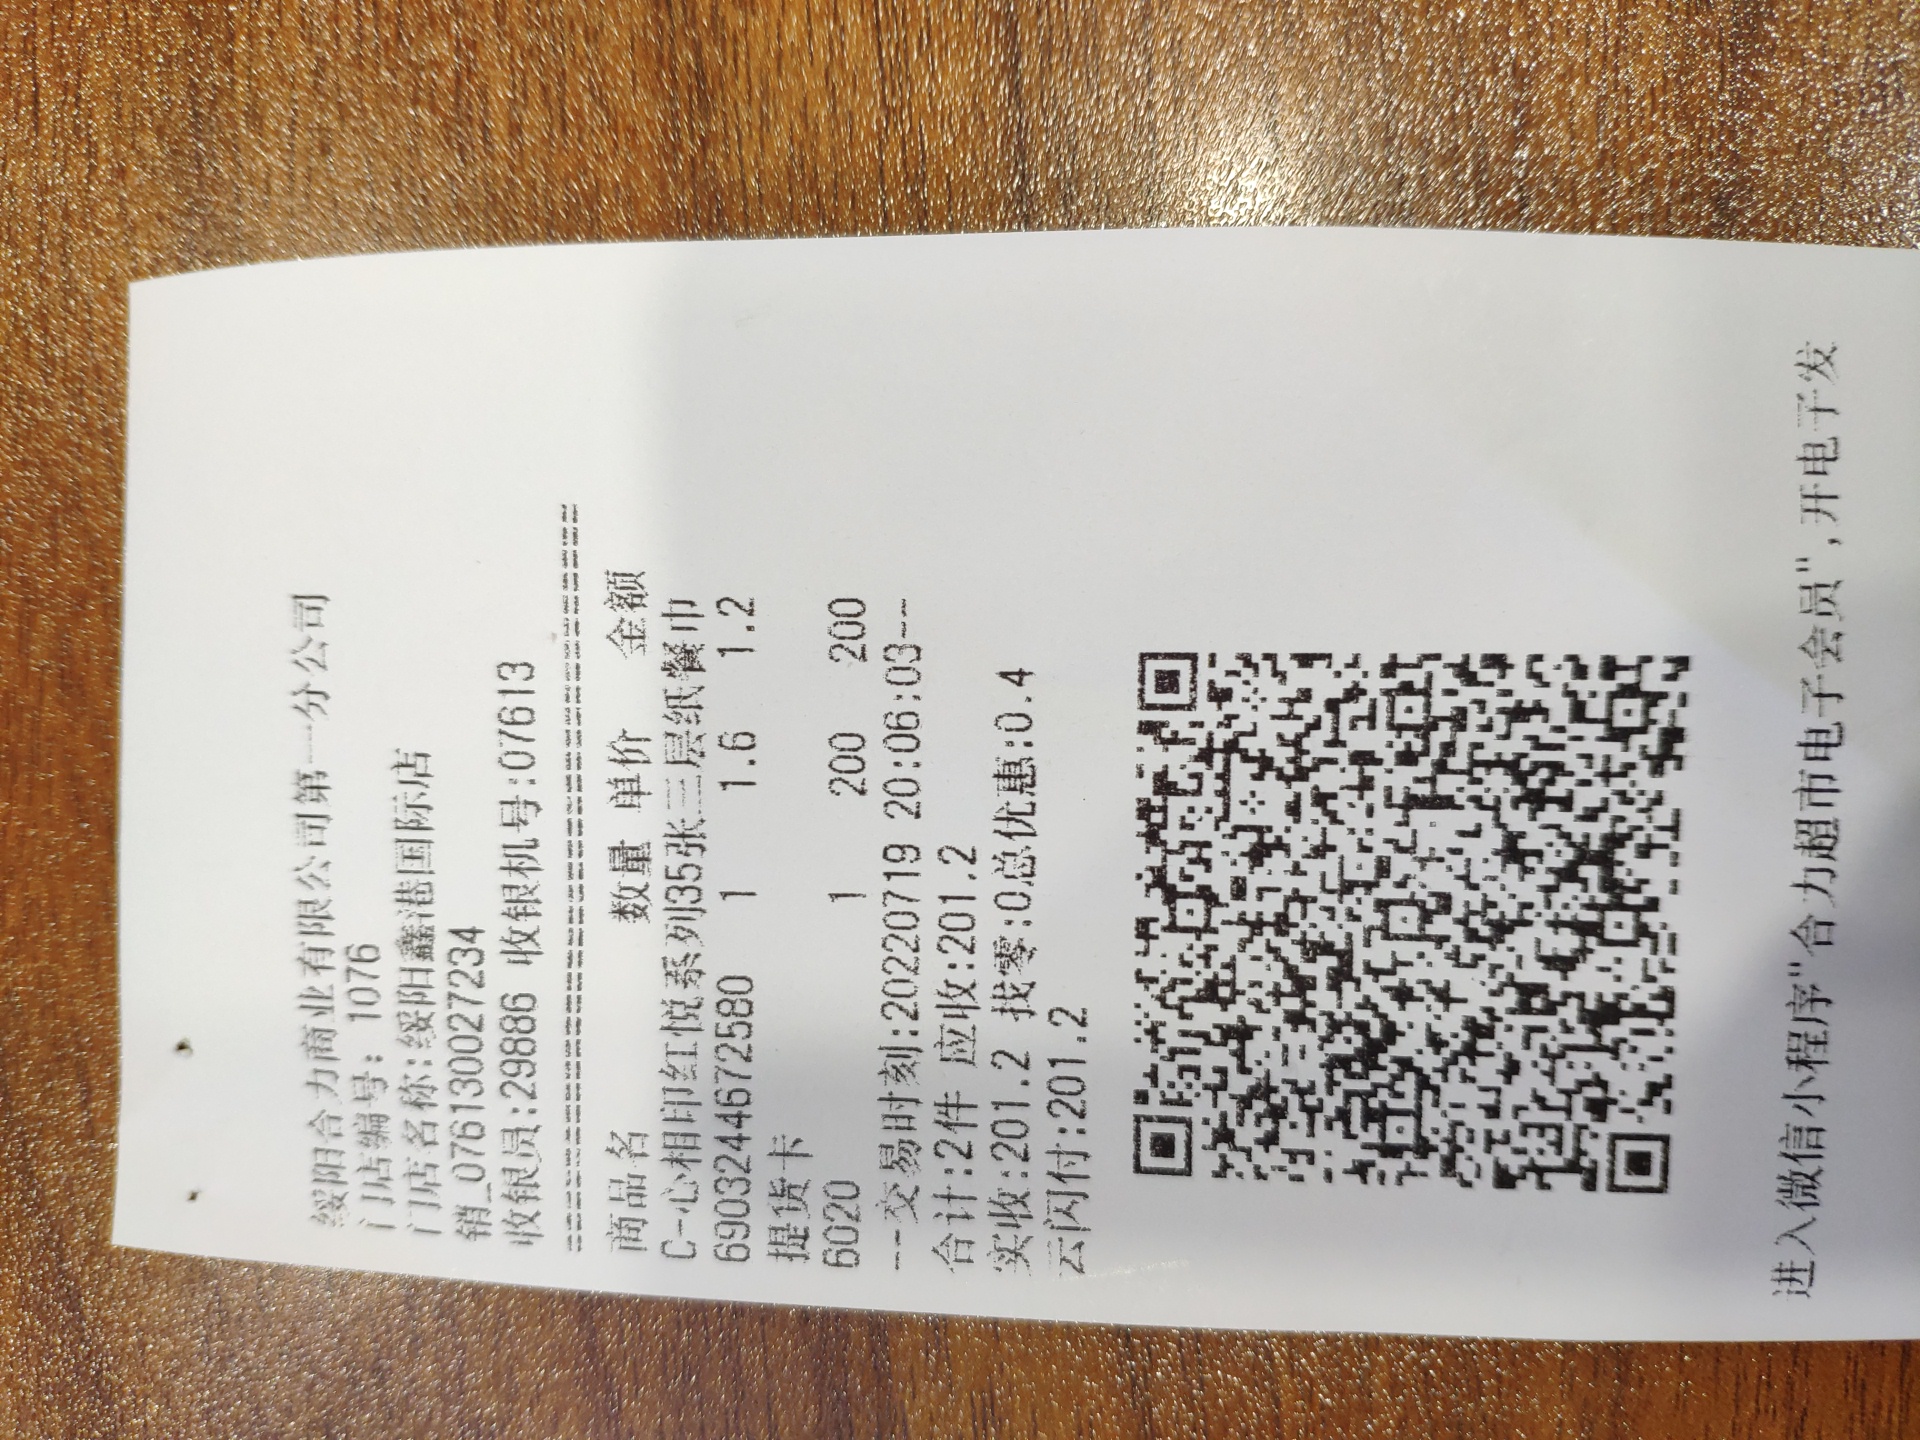 绥阳合力商业有限公司第一分公司
门店编号: 1076
门店名称:绥阳鑫港国际店
销_0761300027234
收银员:29886 收银机号:07613
商品名 数量 单价 金额
C-心相印红悦系列35张三层纸餐巾
6903244672580 1 1.6 1.2
提货卡
6020 1 200 200
---交易时刻:20220719 20:06:03--
合计:2件 应收:201.2
实收:201.2 找零:0总优惠:0.4
云闪付:201.2
进入微信小程序"合力超市电子会员",开电子发